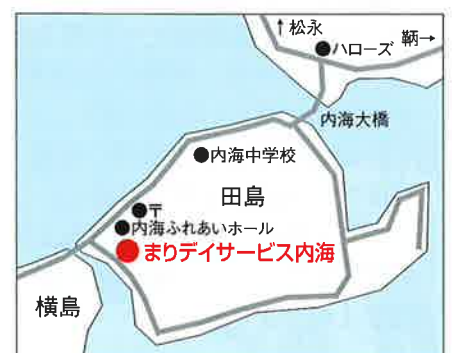 ↑松永
鞆→
ハローズ
内海大橋
内海中学校
田島
〒
内海ふれあいホール
まりデイサービス内海
横島